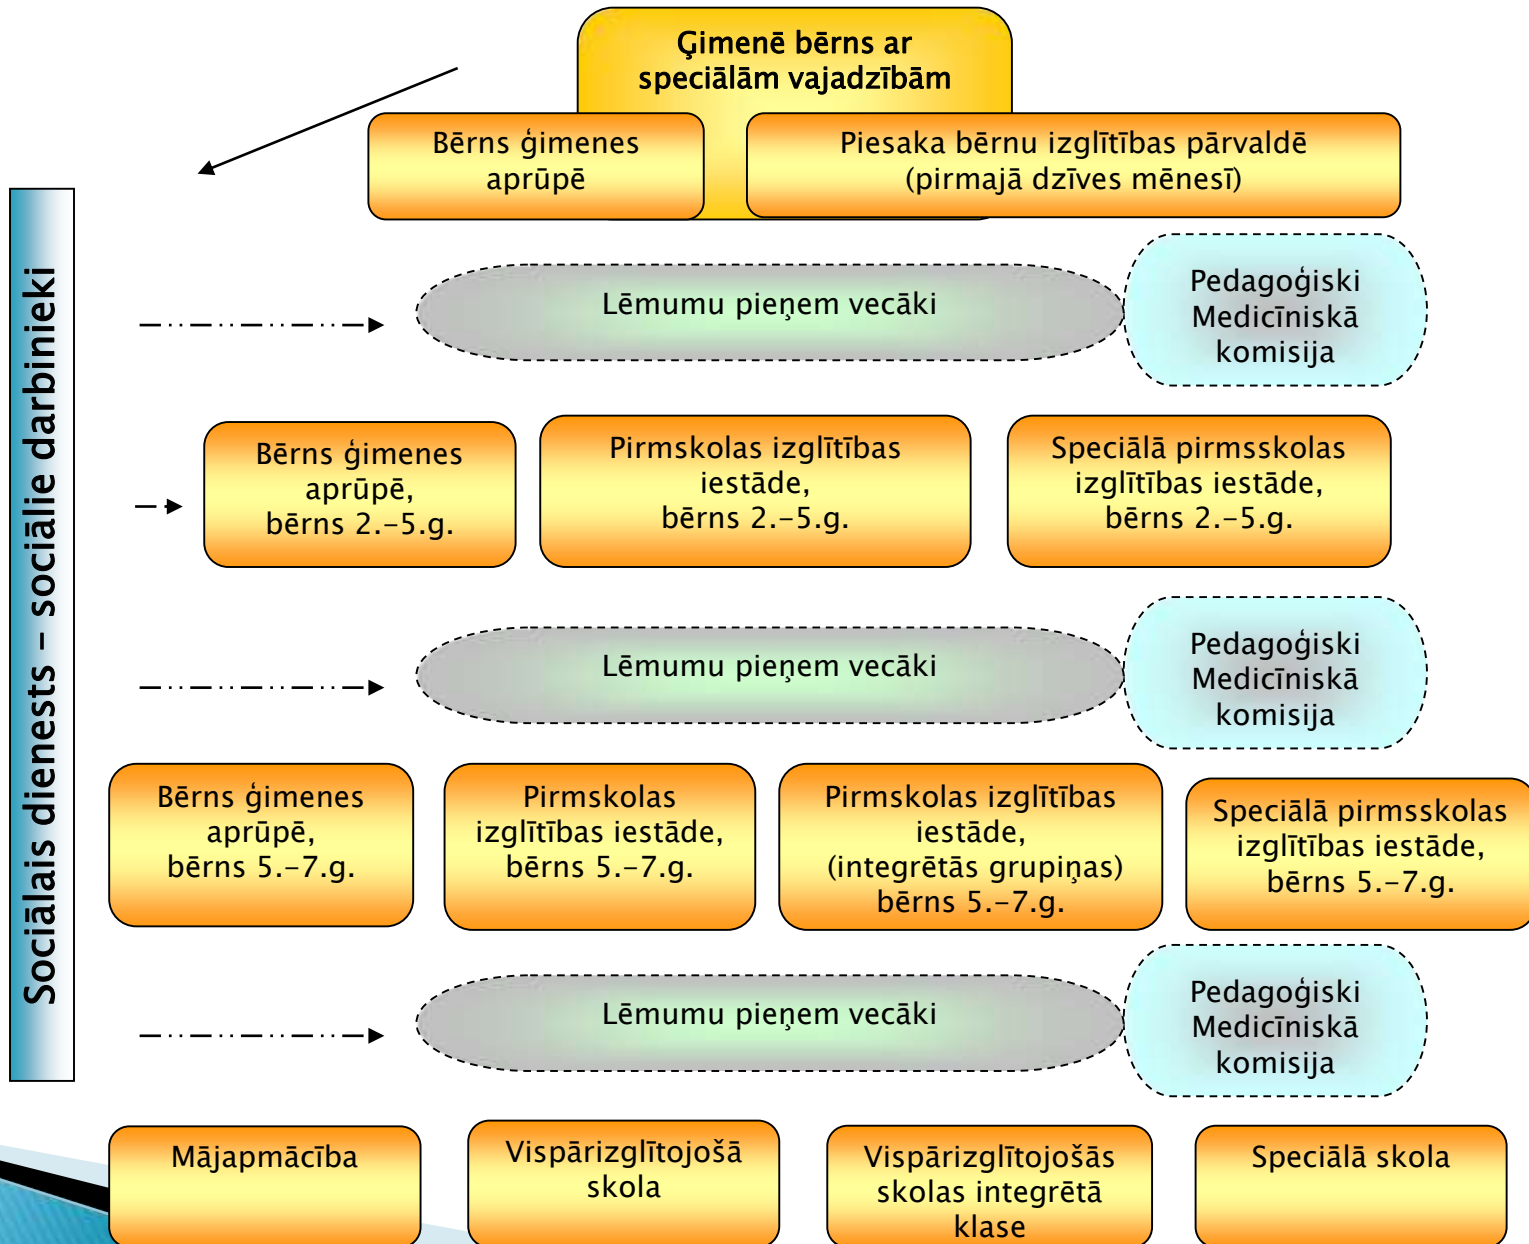 Ģimenē bērns ar
speciālām vajadzībām
Bērns ģimenes
aprūpē
Piesaka bērnu izglītības pārvaldē
(pirmajā dzīves mēnesī)
Sociālais dienests – sociālie darbinieki
Lēmumu pieņem vecāki
Pedagoģiski
Medicīniskā
komisija
Bērns ģimenes
aprūpē,
bērns 2.–5.g.
Pirmskolas izglītības
iestāde,
bērns 2.–5.g.
Speciālā pirmsskolas
izglītības iestāde,
bērns 2.–5.g.
Lēmumu pieņem vecāki
Pedagoģiski
Medicīniskā
komisija
Bērns ģimenes
aprūpē,
bērns 5.–7.g.
Pirmskolas
izglītības iestāde,
bērns 5.–7.g.
Pirmskolas izglītības
iestāde,
(integrētās grupiņas)
bērns 5.–7.g.
Speciālā pirmsskolas
izglītības iestāde,
bērns 5.–7.g.
Lēmumu pieņem vecāki
Pedagoģiski
Medicīniskā
komisija
Mājapmācība
Vispārizglītojošā
skola
Vispārizglītojošās
skolas integrētā
klase
Speciālā skola